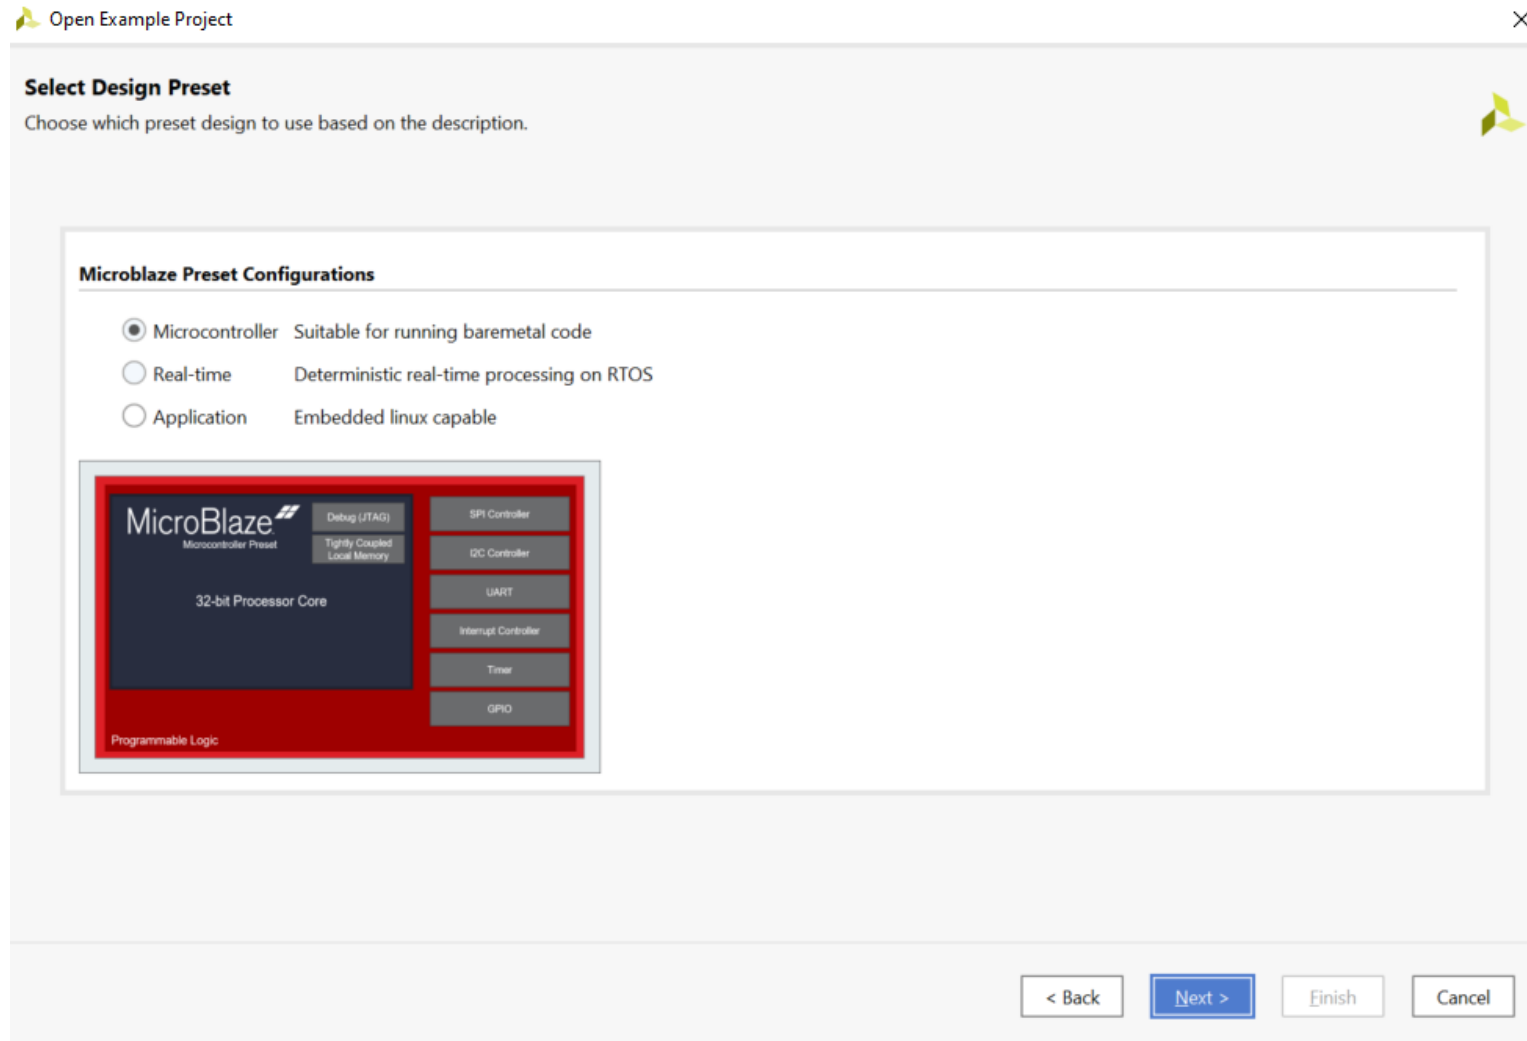 Open Example Project
Select Design Preset
Choose which preset design to use based on the description.
Microblaze Preset Configurations
Microcontroller Suitable for running baremetal code
Real-time Deterministic real-time processing on RTOS
Application Embedded linux capable
MicroBlaze
Microcontroller Preset
Debug (JTAG)
Tightly Coupled
Local Memory
32-bit Processor Core
SPI Controller
I2C Controller
UART
Interrupt Controller
Timer
GPIO
Programmable Logic
< Back Next > Finish Cancel